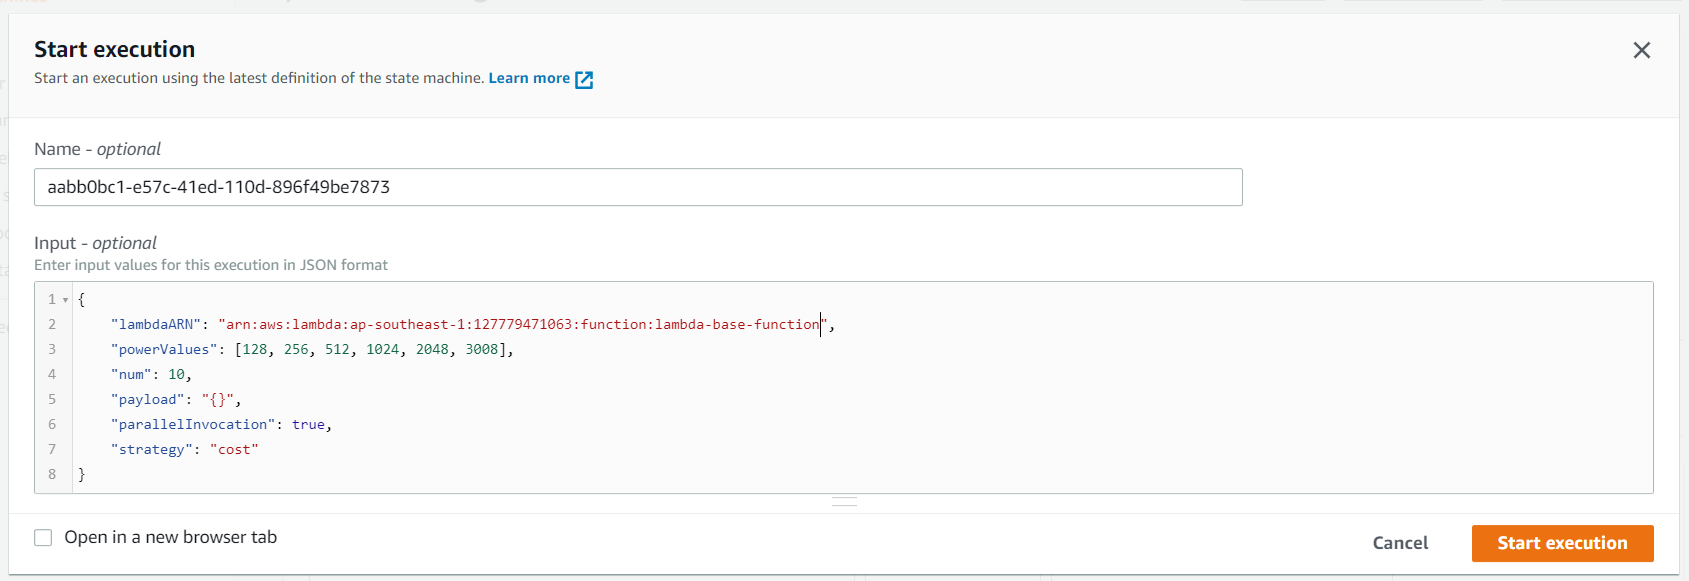 Start execution
Start an execution using the latest definition of the state machine. Learn more
Name - optional
aabb0bc1-e57c-41ed-110d-896f49be7873
Input - optional
Enter input values for this execution in JSON format
1 {
2 "lambdaARN": "arn:aws:lambda:ap-southeast-1:127779471063:function:lambda-base-function",
3 "powerValues": [128, 256, 512, 1024, 2048, 3008],
4 "num": 10,
5 "payload": "{}",
6 "parallelInvocation": true,
7 "strategy": "cost"
8 }
Open in a new browser tab
Cancel
Start execution